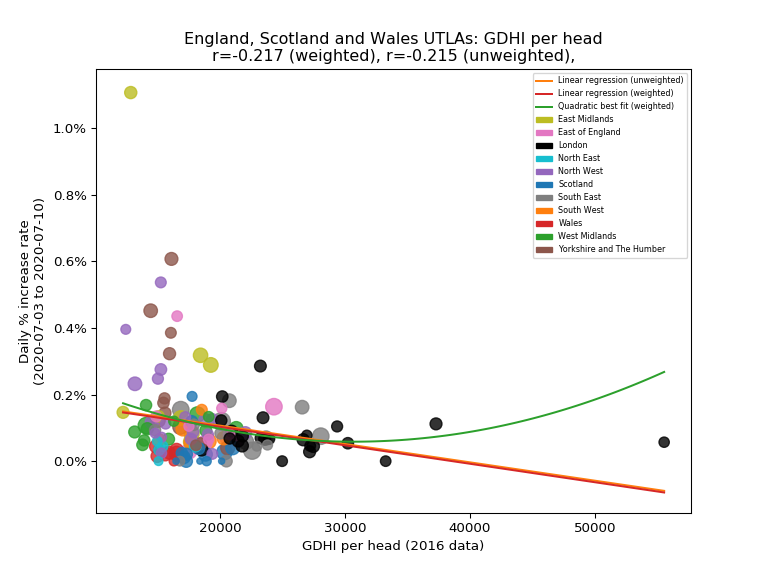 England, Scotland and Wales UTLAs: GDHI per head
r=-0.217 (weighted), r=-0.215 (unweighted),
Daily % increase rate
(2020-07-03 to 2020-07-10)
1.0%
0.8%
0.6%
0.4%
0.2%
0.0%
Linear regression (unweighted)
Linear regression (weighted)
Quadratic best fit (weighted)
East Midlands
East of England
London
North East
North West
Scotland
South East
South West
Wales
West Midlands
Yorkshire and The Humber
20000 30000 40000 50000
GDHI per head (2016 data)